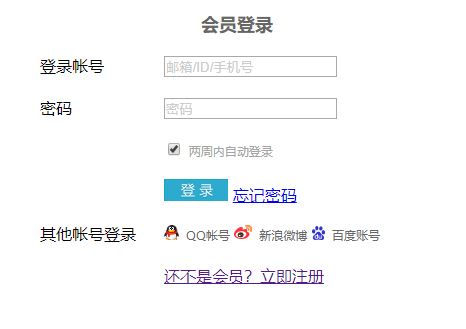 会员登录
登录帐号 邮箱/ID/手机号
密码 密码
两周内自动登录
登 录 忘记密码
其他帐号登录 QQ帐号 新浪微博 百度账号
还不是会员？立即注册